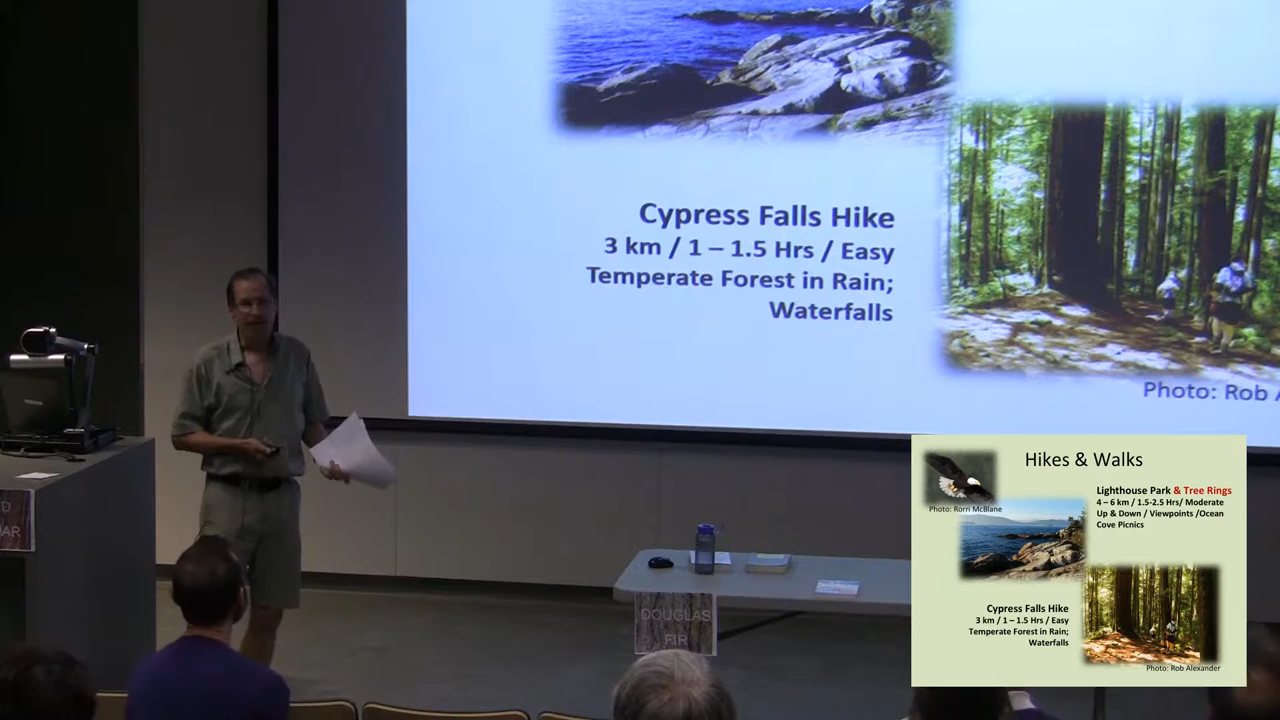 Cypress Falls Hike
3 km / 1 – 1.5 Hrs / Easy
Temperate Forest in Rain;
Waterfalls
Photo: Rob
DOUGLAS
FIR
Hikes & Walks
Photo: Rorri McBlane
Lighthouse Park & Tree Rings
4 – 6 km / 1.5-2.5 Hrs/ Moderate
Up & Down / Viewpoints /Ocean
Cove Picnics
Cypress Falls Hike
3 km / 1 – 1.5 Hrs / Easy
Temperate Forest in Rain;
Waterfalls
Photo: Rob Alexander